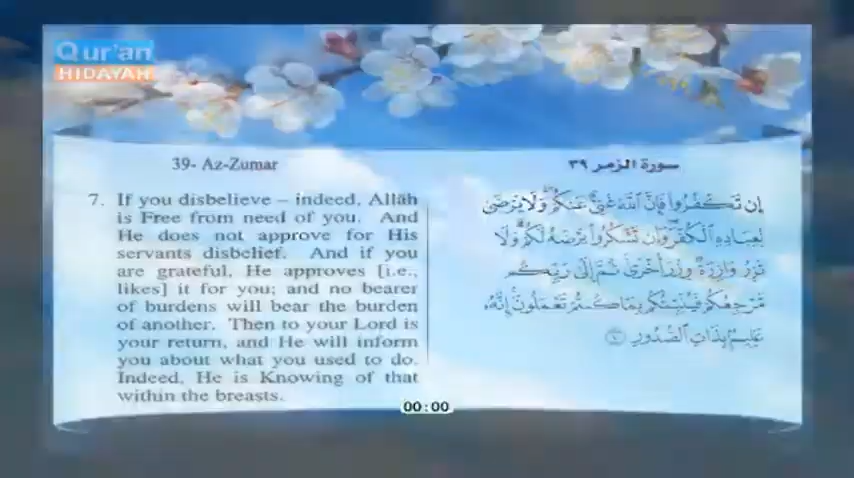 Qur'an
HIDAYAH
39- Az-Zumar
سورة الزمر ٣٩
7. If you disbelieve – indeed, Allāh
is Free from need of you. And
He does not approve for His
servants disbelief. And if you
are grateful, He approves [i.e.,
likes] it for you; and no bearer
of burdens will bear the burden
of another. Then to your Lord is
your return, and He will inform
you about what you used to do.
Indeed, He is Knowing of that
within the breasts.
إِن تَكْفُرُوا فَإِنَّ اللَّهَ غَنِيٌّ عَنكُمْ وَلَا يَرْضَىٰ
لِعِبَادِهِ الْكُفْرَ وَإِن تَشْكُرُوا يَرْضَهُ لَكُمْ وَلَا
تَزِرُ وَازِرَةٌ وِزْرَ أُخْرَىٰ ثُمَّ إِلَىٰ رَبِّكُم
مَّرْجِعُكُمْ فَيُنَبِّئُكُم بِمَا كُنتُمْ تَعْمَلُونَ إِنَّهُ
عَلِيمٌ بِذَاتِ الصُّدُورِ ٧
00:00